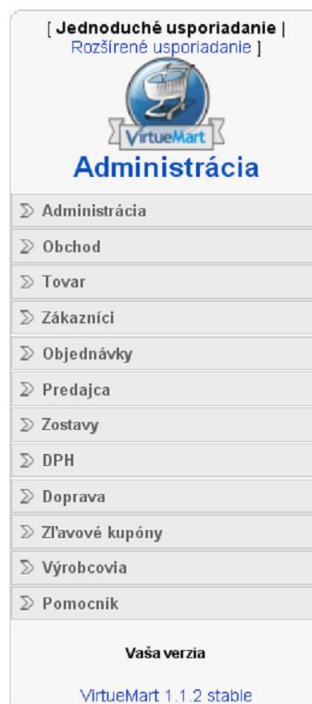 [ Jednoduché usporiadanie |
Rozšírené usporiadanie ]
VirtueMart
Administrácia
Administrácia
Obchod
Tovar
Zákazníci
Objednávky
Predajca
Zostavy
DPH
Doprava
Zľavové kupóny
Výrobcovia
Pomocník
Vaša verzia
VirtueMart 1.1.2 stable